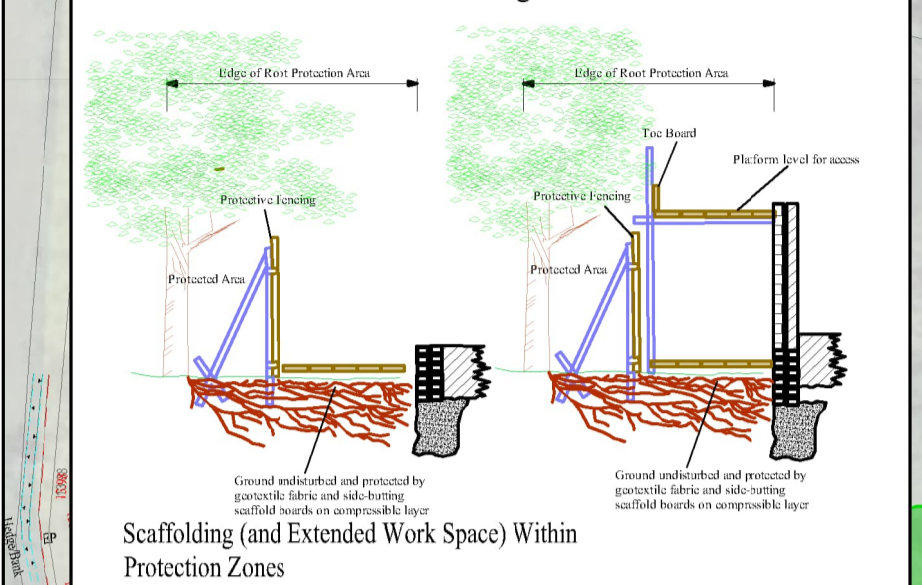 Edge of Root Protection Area
Edge of Root Protection Area
Toe Board
Platform level for access
Protective Fencing
Protective Fencing
Protected Area
Protected Area
Ground undisturbed and protected by
geotextile fabric and side-butting
scaffold boards on compressible layer
Ground undisturbed and protected by
geotextile fabric and side-butting
scaffold boards on compressible layer
Scaffolding (and Extended Work Space) Within
Protection Zones
Hedge/Bank